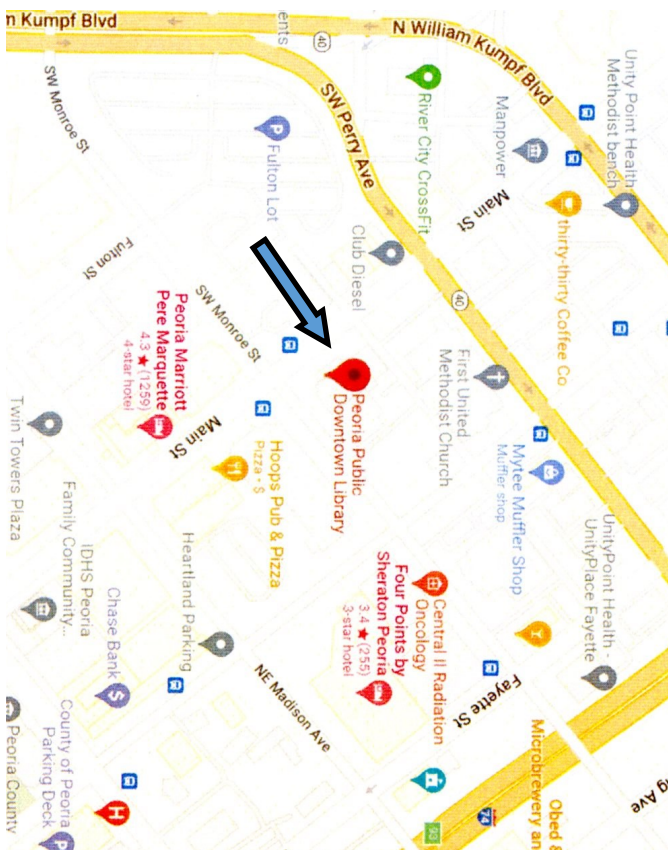 m Kumpf Blvd
N William Kumpf Blvd
ents
40
Unity Point Health
Methodist bench
SW Monroe St
SW Perry Ave
River City CrossFit
Manpower
P
Fulton Lot
Main St
thirty-thirty Coffee Co
Fulton St
Club Diesel
40
SW Monroe St
Peoria Marriott
Pere Marquette
4.3 ★ (1259)
4-star hotel
Peoria Public
Downtown Library
First United
Methodist Church
Twin Towers Plaza
Main St
Hoops Pub & Pizza
Pizza • $
Mytee Muffler Shop
Muffler shop
Family Community...
IDHS Peoria
Heartland Parking
Four Points by
Sheraton Peoria
3.4 ★ (255)
3-star hotel
Central Il Radiation
Oncology
UnityPoint Health -
UnityPlace Fayette
Chase Bank
$
NE Madison Ave
Fayette St
Peoria County
County of Peoria
Parking Deck
P
H
93
74
Obed &
Microbrewery an
g Ave